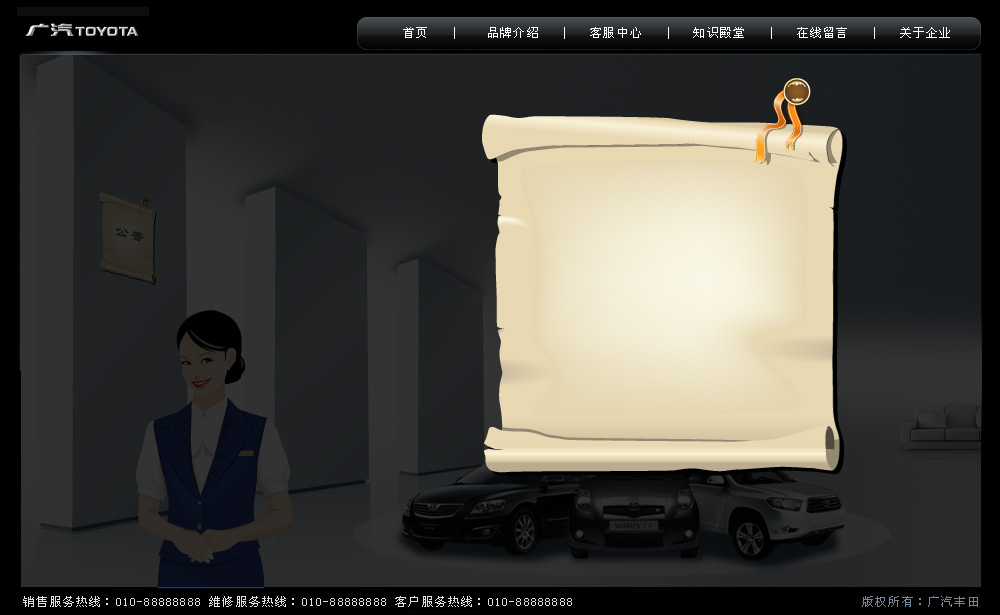 广汽TOYOTA
首页 | 品牌介绍 | 客服中心 | 知识殿堂 | 在线留言 | 关于企业
公告
YARiS
销售服务热线：010-88888888 维修服务热线：010-88888888 客户服务热线：010-88888888
版权所有：广汽丰田